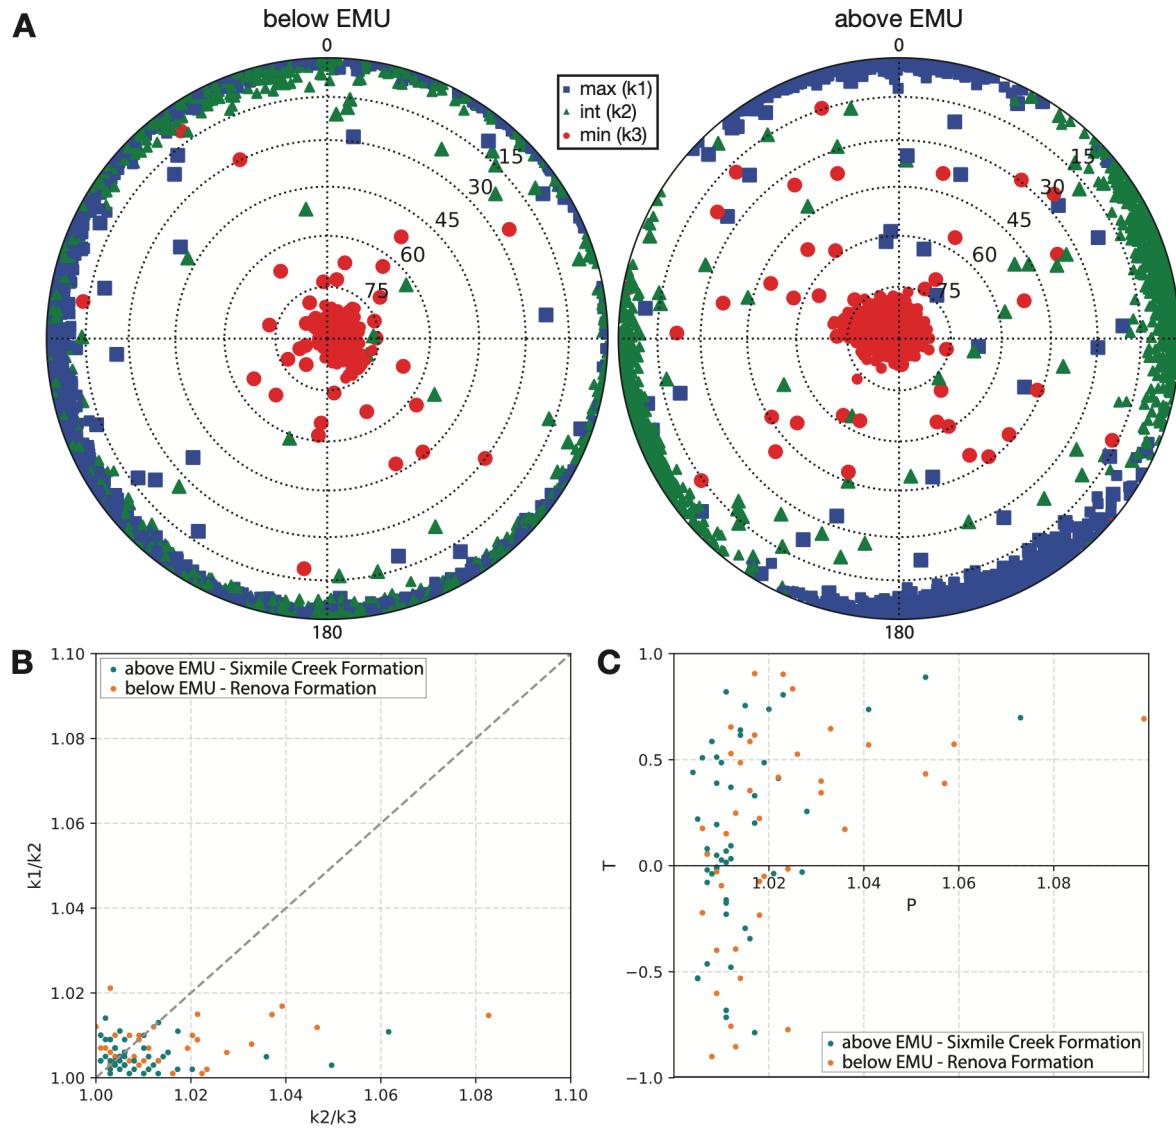 A
below EMU
above EMU
0
0
max (k1)
int (k2)
min (k3)
15
30
45
60
75
15
30
45
60
75
180
180
B
C
1.10
1.08
1.06
1.04
1.02
1.00
k1/k2
above EMU - Sixmile Creek Formation
below EMU - Renova Formation
1.00
1.02
1.04
1.06
1.08
1.10
k2/k3
1.0
0.5
0.0
−0.5
−1.0
T
1.02
1.04
1.06
1.08
P
above EMU - Sixmile Creek Formation
below EMU - Renova Formation